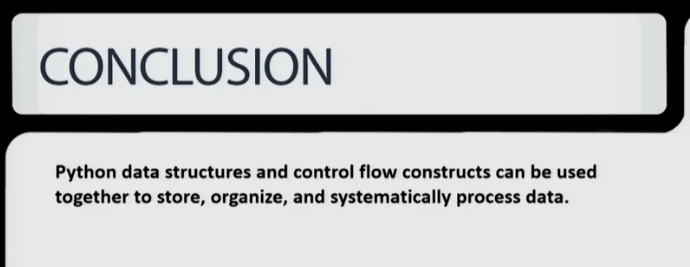 CONCLUSION
Python data structures and control flow constructs can be used
together to store, organize, and systematically process data.